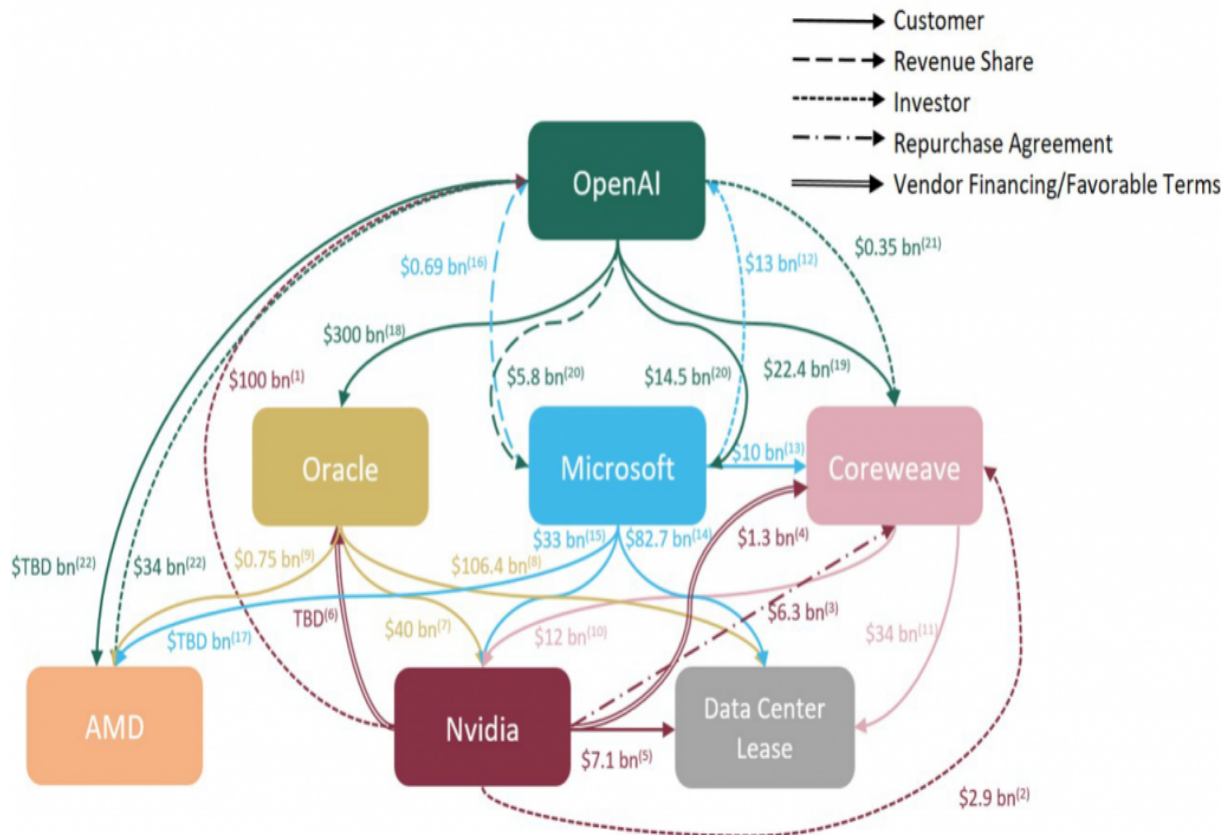 Customer
Revenue Share
Investor
Repurchase Agreement
Vendor Financing/Favorable Terms
OpenAI
$0.69 bn(16)
$13 bn(12)
$0.35 bn(21)
$300 bn(18)
$100 bn(1)
$5.8 bn(20)
$14.5 bn(20)
$22.4 bn(19)
Oracle
Microsoft
$10 bn(13)
Coreweave
$TBD bn(22)
$34 bn(22)
$0.75 bn(9)
$106.4 bn(8)
$33 bn(15)
$82.7 bn(14)
$1.3 bn(4)
$TBD bn(17)
TBD(6)
$40 bn(7)
$12 bn(10)
$6.3 bn(3)
$34 bn(11)
AMD
Nvidia
Data Center
Lease
$7.1 bn(5)
$2.9 bn(2)